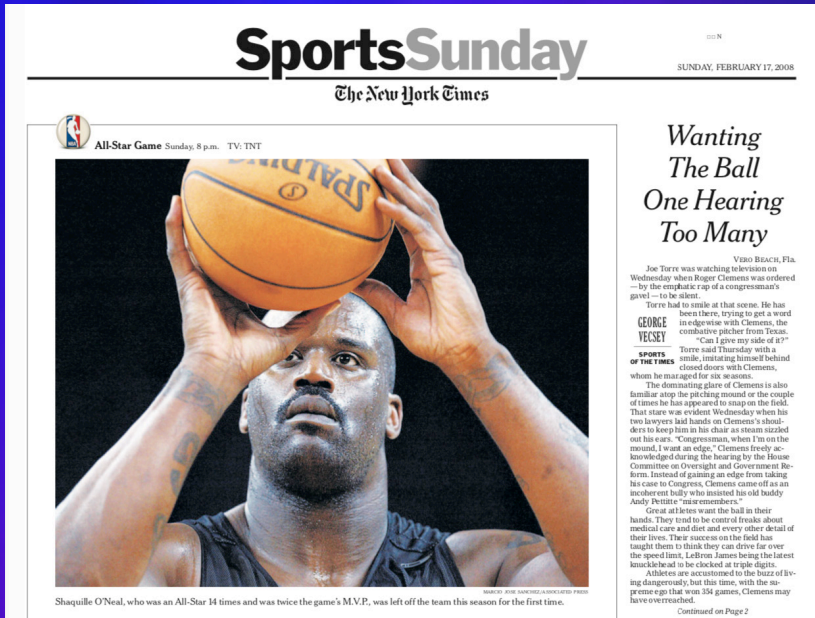 SportsSunday
N
SUNDAY, FEBRUARY 17, 2008
The New York Times
NBA
All-Star Game Sunday, 8 p.m. TV: TNT
SPALDING
S
MARCIO JOSE SANCHEZ/ASSOCIATED PRESS
Shaquille O'Neal, who was an All-Star 14 times and was twice the game's M.V.P., was left off the team this season for the first time.
Wanting
The Ball
One Hearing
Too Many
VERO BEACH, Fla.
Joe Torre was watching television on
Wednesday when Roger Clemens was ordered
— by the emphatic rap of a congressman's
gavel — to be silent.
Torre had to smile at that scene. He has
been there, trying to get a word
in edgewise with Clemens, the
combative pitcher from Texas.
"Can I give my side of it?"
Torre said Thursday with a
smile, imitating himself behind
closed doors with Clemens,
whom he managed for six seasons.
GEORGE
VECSEY
SPORTS
OF THE TIMES
The dominating glare of Clemens is also
familiar atop the pitching mound or the couple
of times he has appeared to snap on the field.
That stare was evident Wednesday when his
two lawyers laid hands on Clemens's shoul-
ders to keep him in his chair as steam sizzled
out his ears. "Congressman, when I'm on the
mound, I want an edge," Clemens freely ac-
knowledged during the hearing by the House
Committee on Oversight and Government Re-
form. Instead of gaining an edge from taking
his case to Congress, Clemens came off as an
incoherent bully who insisted his old buddy
Andy Pettitte "misremembers."
Great athletes want the ball in their
hands. They tend to be control freaks about
medical care and diet and every other detail of
their lives. Their success on the field has
taught them to think they can drive far over
the speed limit, LeBron James being the latest
knucklehead to be clocked at triple digits.
Athletes are accustomed to the buzz of liv-
ing dangerously, but this time, with the su-
preme ego that won 354 games, Clemens may
have overreached.
Continued on Page 2